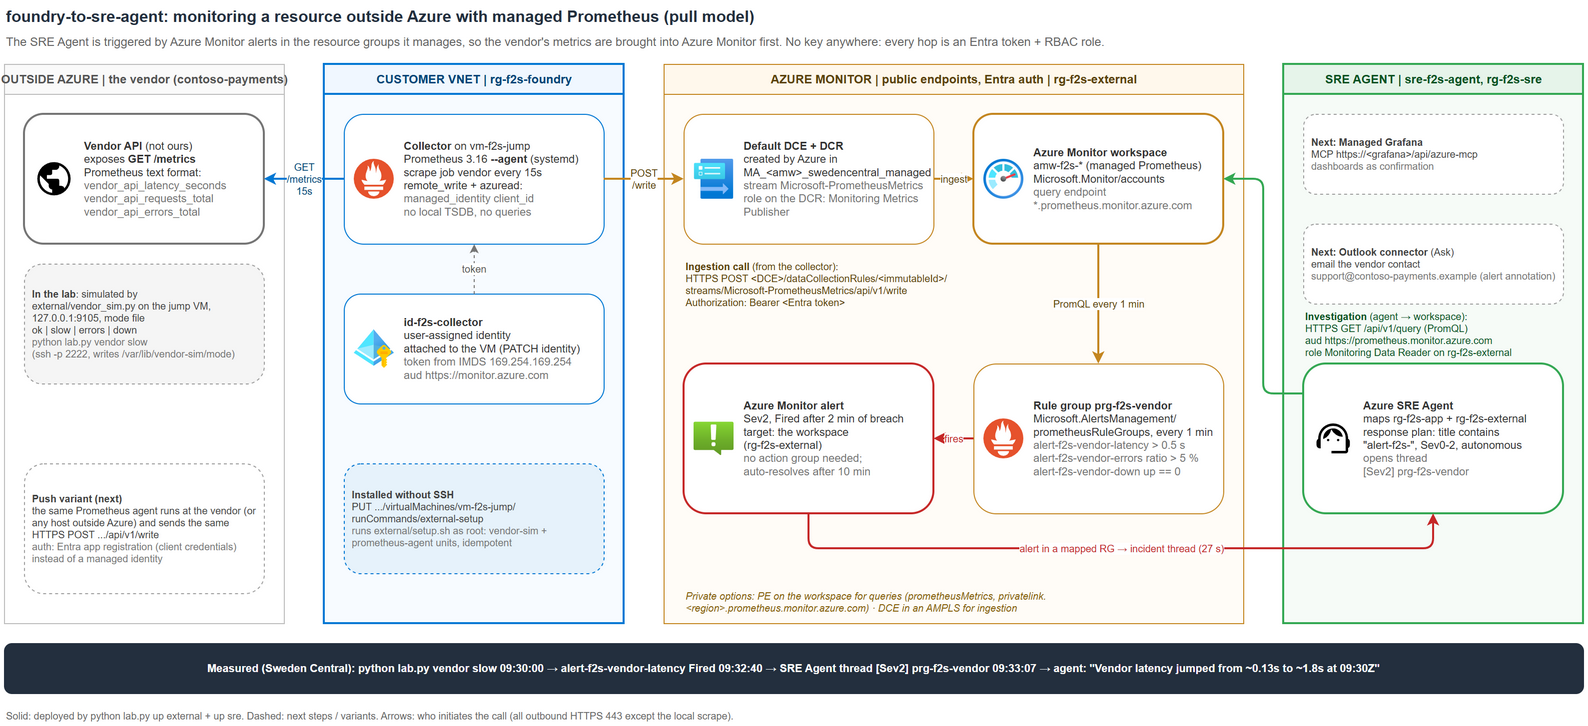 foundry-to-sre-agent: monitoring a resource outside Azure with managed Prometheus (pull model)
The SRE Agent is triggered by Azure Monitor alerts in the resource groups it manages, so the vendor's metrics are brought into Azure Monitor first. No key anywhere: every hop is an Entra token + RBAC role.
OUTSIDE AZURE | the vendor (contoso-payments)
Vendor API (not ours)
exposes GET /metrics
Prometheus text format:
vendor_api_latency_seconds
vendor_api_requests_total
vendor_api_errors_total
In the lab: simulated by
external/vendor_sim.py on the jump VM,
127.0.0.1:9105, mode file
ok | slow | errors | down
python lab.py vendor slow
(ssh -p 2222, writes /var/lib/vendor-sim/mode)
Push variant (next)
the same Prometheus agent runs at the vendor (or
any host outside Azure) and sends the same
HTTPS POST .../api/v1/write
auth: Entra app registration (client credentials)
instead of a managed identity
GET
/metrics
15s
CUSTOMER VNET | rg-f2s-foundry
Collector on vm-f2s-jump
Prometheus 3.16 --agent (systemd)
scrape job vendor every 15s
remote_write + azuread:
managed_identity client_id
no local TSDB, no queries
token
id-f2s-collector
user-assigned identity
attached to the VM (PATCH identity)
token from IMDS 169.254.169.254
aud https://monitor.azure.com
Installed without SSH
PUT .../virtualMachines/vm-f2s-jump/
runCommands/external-setup
runs external/setup.sh as root: vendor-sim +
prometheus-agent units, idempotent
POST
/write
AZURE MONITOR | public endpoints, Entra auth | rg-f2s-external
Default DCE + DCR
created by Azure in
MA_<amw>_swedencentral_managed
stream Microsoft-PrometheusMetrics
role on the DCR: Monitoring Metrics
Publisher
ingest
Azure Monitor workspace
amw-f2s-* (managed Prometheus)
Microsoft.Monitor/accounts
query endpoint
*.prometheus.monitor.azure.com
Ingestion call (from the collector):
HTTPS POST <DCE>/dataCollectionRules/<immutableId>/
streams/Microsoft-PrometheusMetrics/api/v1/write
Authorization: Bearer <Entra token>
PromQL every 1 min
Azure Monitor alert
Sev2, Fired after 2 min of breach
target: the workspace
(rg-f2s-external)
no action group needed;
auto-resolves after 10 min
fires
Rule group prg-f2s-vendor
Microsoft.AlertsManagement/
prometheusRuleGroups, every 1 min
alert-f2s-vendor-latency > 0.5 s
alert-f2s-vendor-errors ratio > 5 %
alert-f2s-vendor-down up == 0
alert in a mapped RG → incident thread (27 s)
Private options: PE on the workspace for queries (prometheusMetrics, privatelink.
<region>.prometheus.monitor.azure.com) · DCE in an AMPLS for ingestion
SRE AGENT | sre-f2s-agent, rg-f2s-sre
Next: Managed Grafana
MCP https://<grafana>/api/azure-mcp
dashboards as confirmation
Next: Outlook connector (Ask)
email the vendor contact
support@contoso-payments.example (alert annotation)
Investigation (agent → workspace):
HTTPS GET /api/v1/query (PromQL)
aud https://prometheus.monitor.azure.com
role Monitoring Data Reader on rg-f2s-external
Azure SRE Agent
maps rg-f2s-app + rg-f2s-external
response plan: title contains
"alert-f2s-", Sev0-2, autonomous
opens thread
[Sev2] prg-f2s-vendor
Measured (Sweden Central): python lab.py vendor slow 09:30:00 → alert-f2s-vendor-latency Fired 09:32:40 → SRE Agent thread [Sev2] prg-f2s-vendor 09:33:07 → agent: "Vendor latency jumped from ~0.13s to ~1.8s at 09:30Z"
Solid: deployed by python lab.py up external + up sre. Dashed: next steps / variants. Arrows: who initiates the call (all outbound HTTPS 443 except the local scrape).